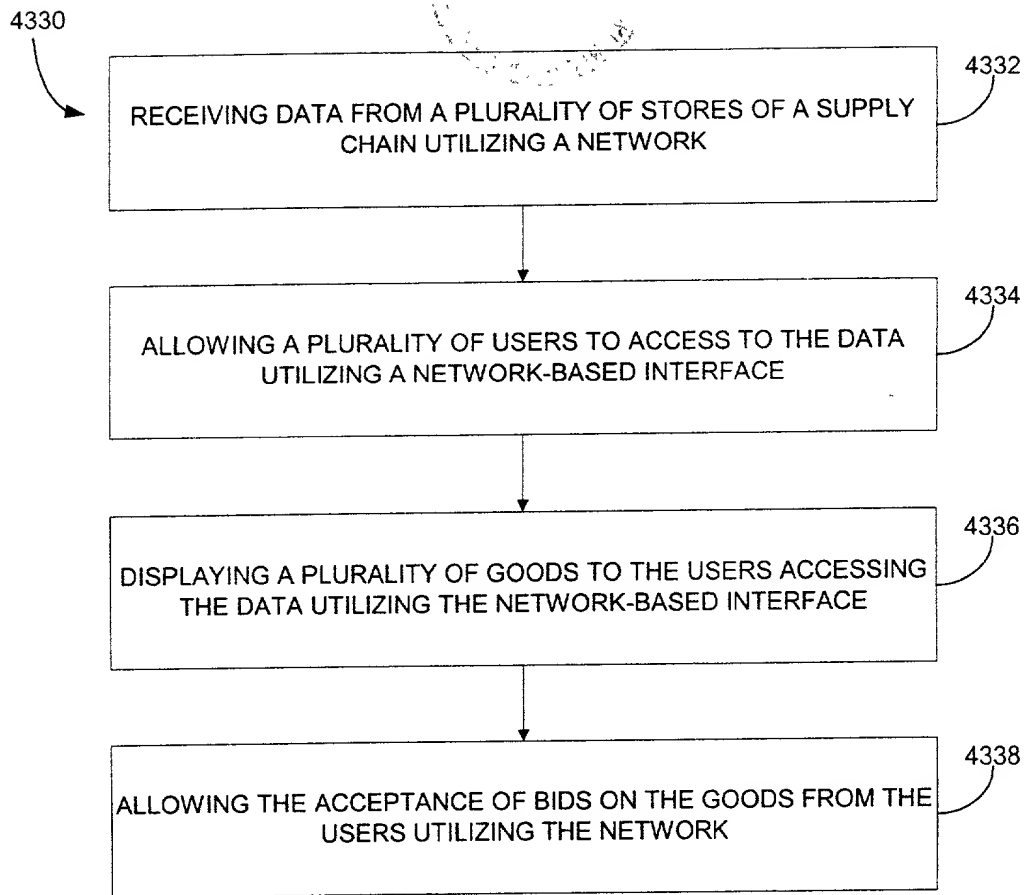 4330
4332
RECEIVING DATA FROM A PLURALITY OF STORES OF A SUPPLY
CHAIN UTILIZING A NETWORK
4334
ALLOWING A PLURALITY OF USERS TO ACCESS TO THE DATA
UTILIZING A NETWORK-BASED INTERFACE
4336
DISPLAYING A PLURALITY OF GOODS TO THE USERS ACCESSING
THE DATA UTILIZING THE NETWORK-BASED INTERFACE
4338
ALLOWING THE ACCEPTANCE OF BIDS ON THE GOODS FROM THE
USERS UTILIZING THE NETWORK